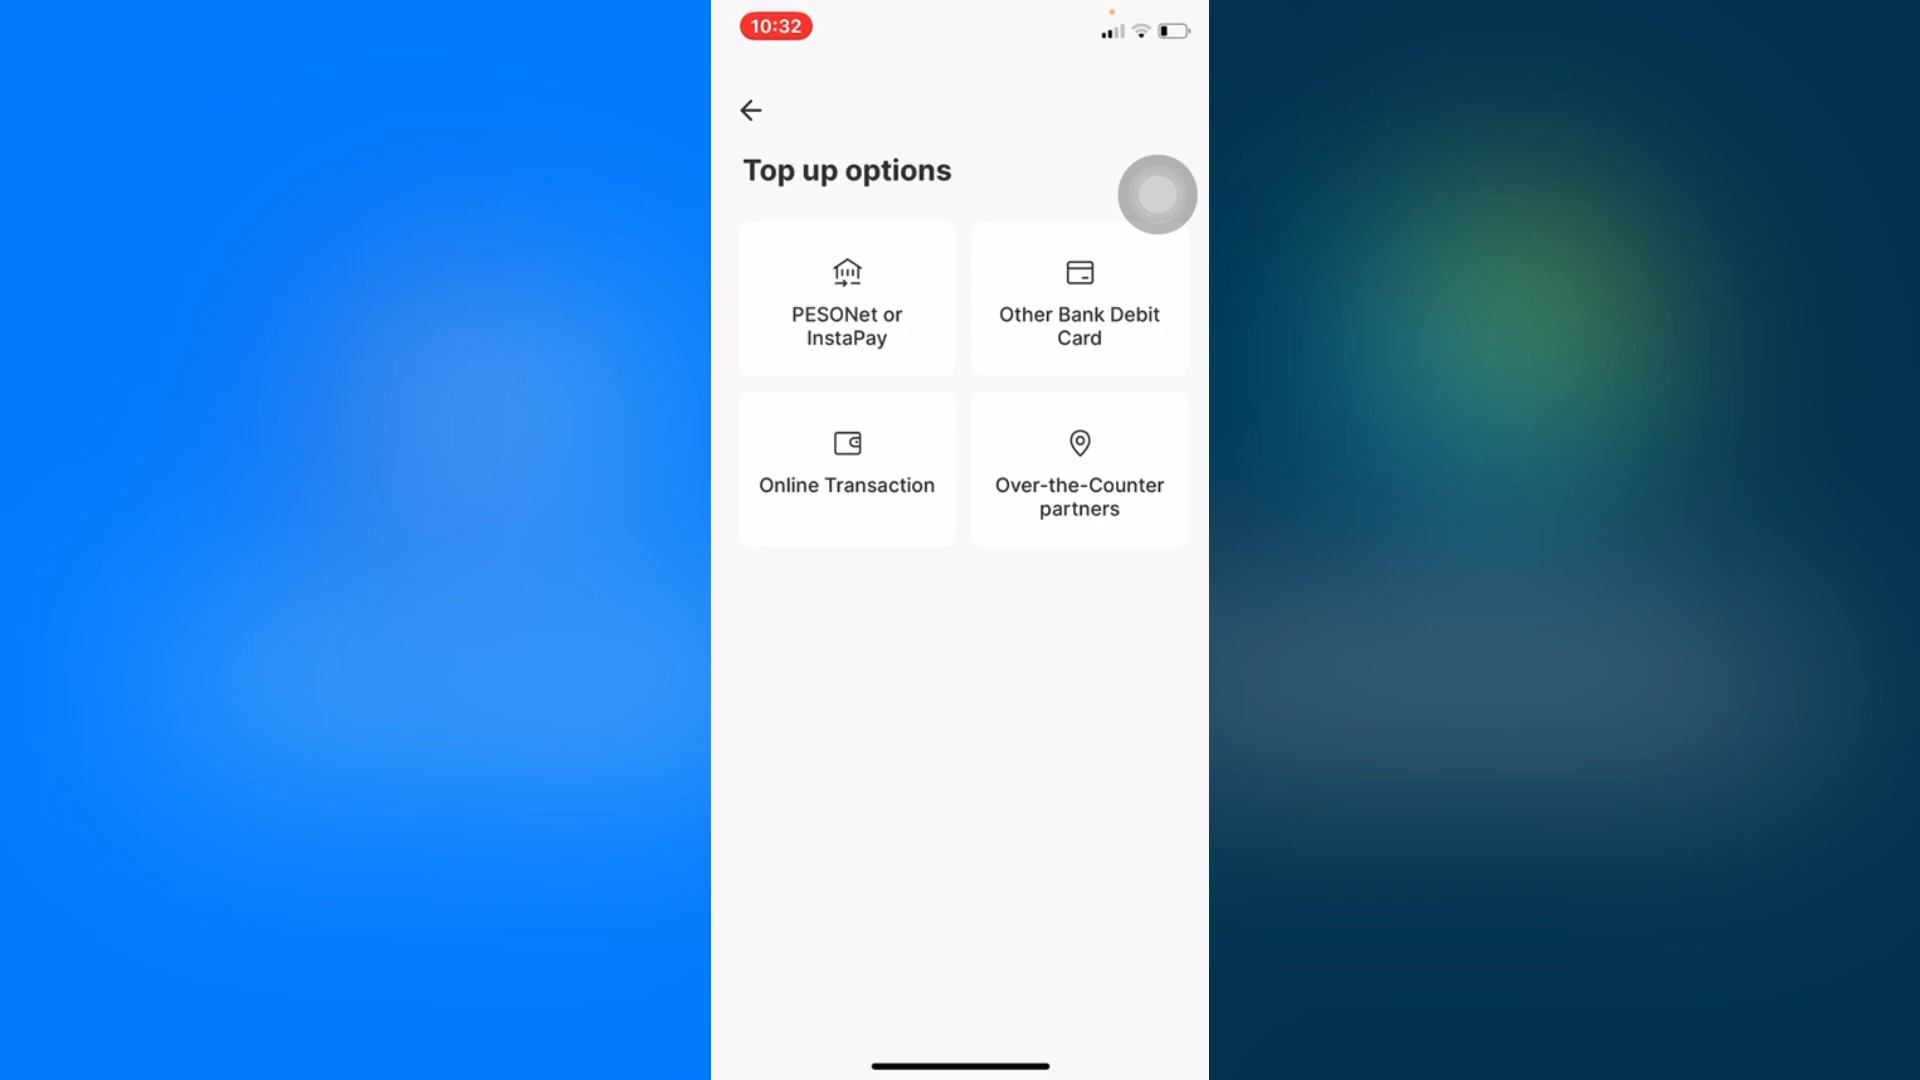 10:32
Top up options
PESONet or
InstaPay
Other Bank Debit
Card
Online Transaction
Over-the-Counter
partners